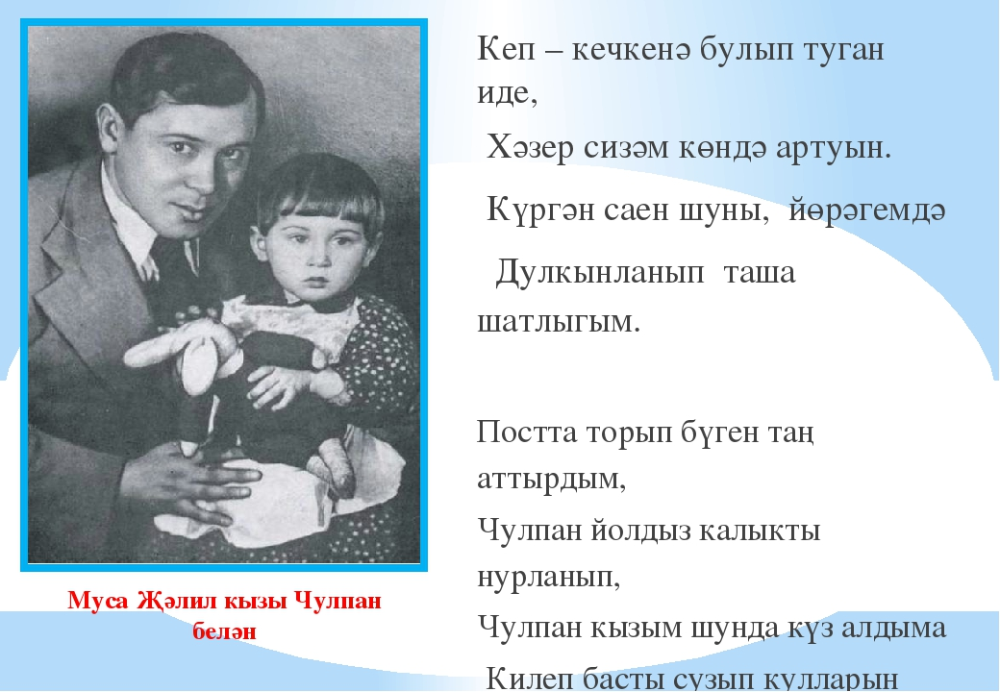 Кеп – кечкенә булып туган
иде,
Хәзер сизәм көндә артуын.
Күргән саен шуны,  йөрәгемдә
Дулкынланып  таша
шатлыгым.
Постта торып бүген таң
аттырдым,
Чулпан йолдыз калыкты
нурланып,
Чулпан кызым шунда күз алдыма
Килеп басты сузып кулларын
Муса Җәлил кызы Чулпан
белән